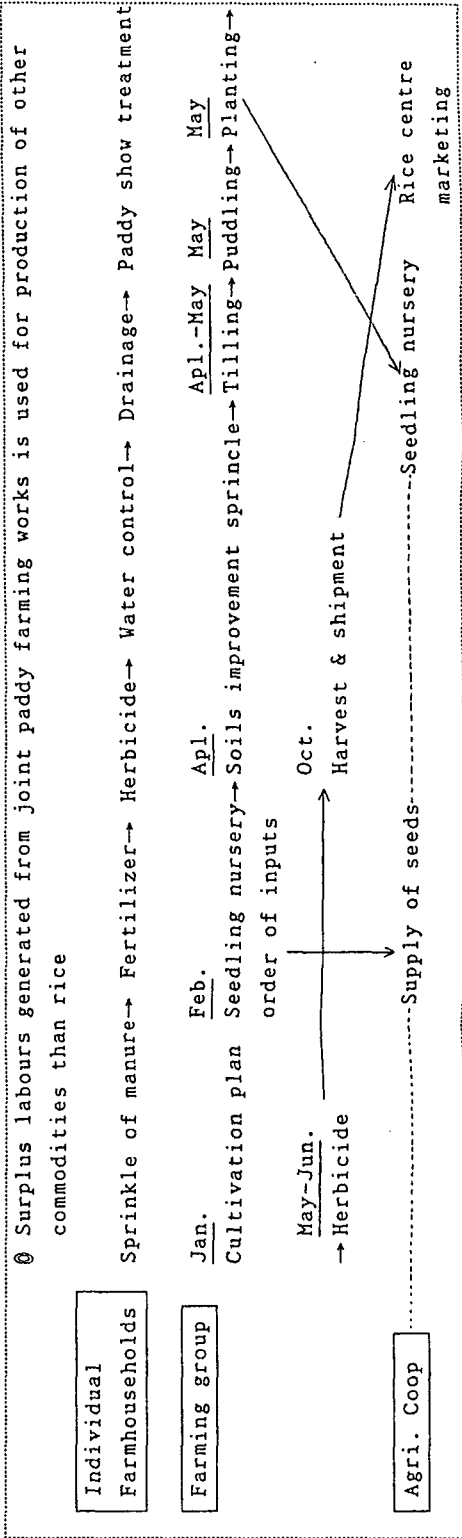 ◎ Surplus labours generated from joint paddy farming works is used for production of other
commodities than rice
Individual
Farmhouseholds
Sprinkle of manure→ Fertilizer→ Herbicide→ Water control→ Drainage→ Paddy show treatment
Farming group
Jan. Feb. Apl. Apl.-May May May
Cultivation plan Seedling nursery→Soils improvement sprincle→Tilling→Puddling→Planting→
order of inputs
May-Jun. Oct.
→Herbicide Harvest & shipment
Agri. Coop
Supply of seeds Seedling nursery Rice centre
marketing